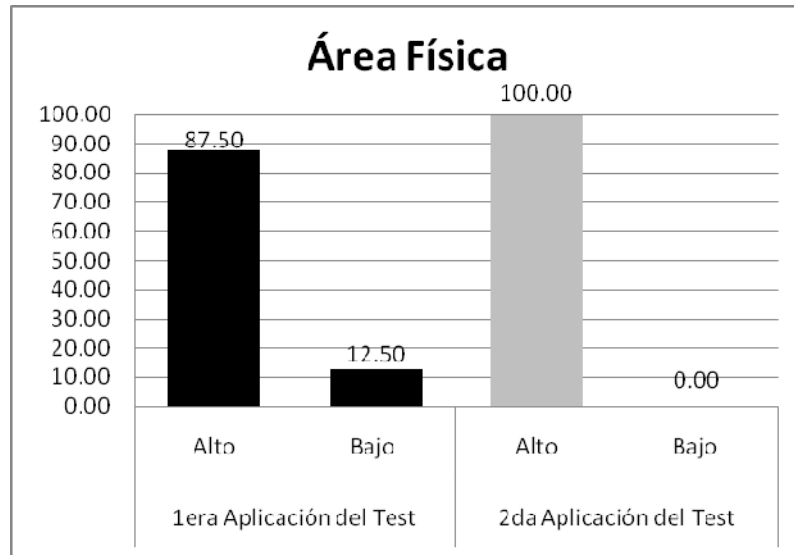 Área Física
100.00
100.00
90.00
87.50
80.00
70.00
60.00
50.00
40.00
30.00
20.00
12.50
10.00
0.00
0.00
Alto
Bajo
Alto
Bajo
1era Aplicación del Test
2da Aplicación del Test